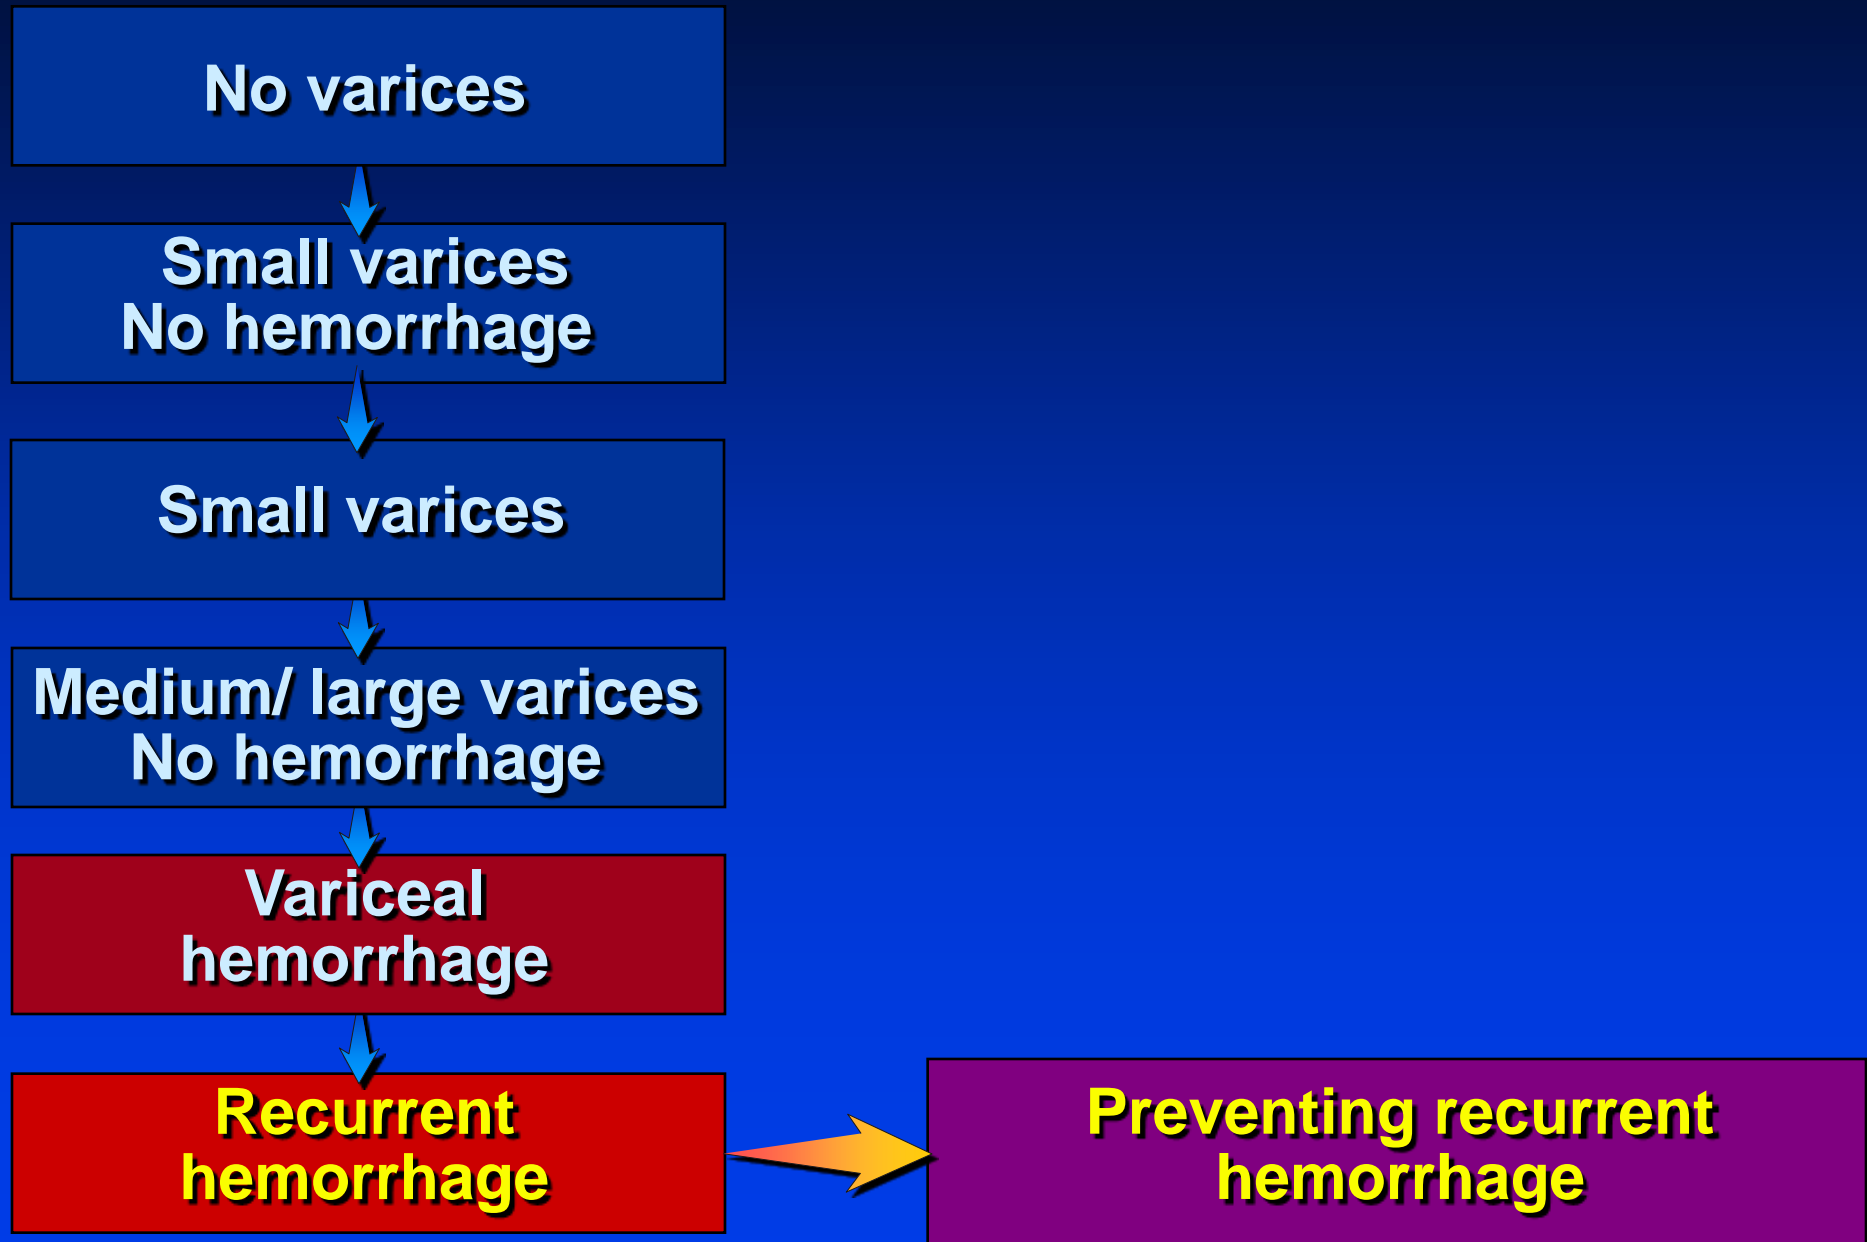 No varices
Small varices
No hemorrhage
Small varices
Medium/ large varices
No hemorrhage
Variceal
hemorrhage
Recurrent
hemorrhage
Preventing recurrent
hemorrhage